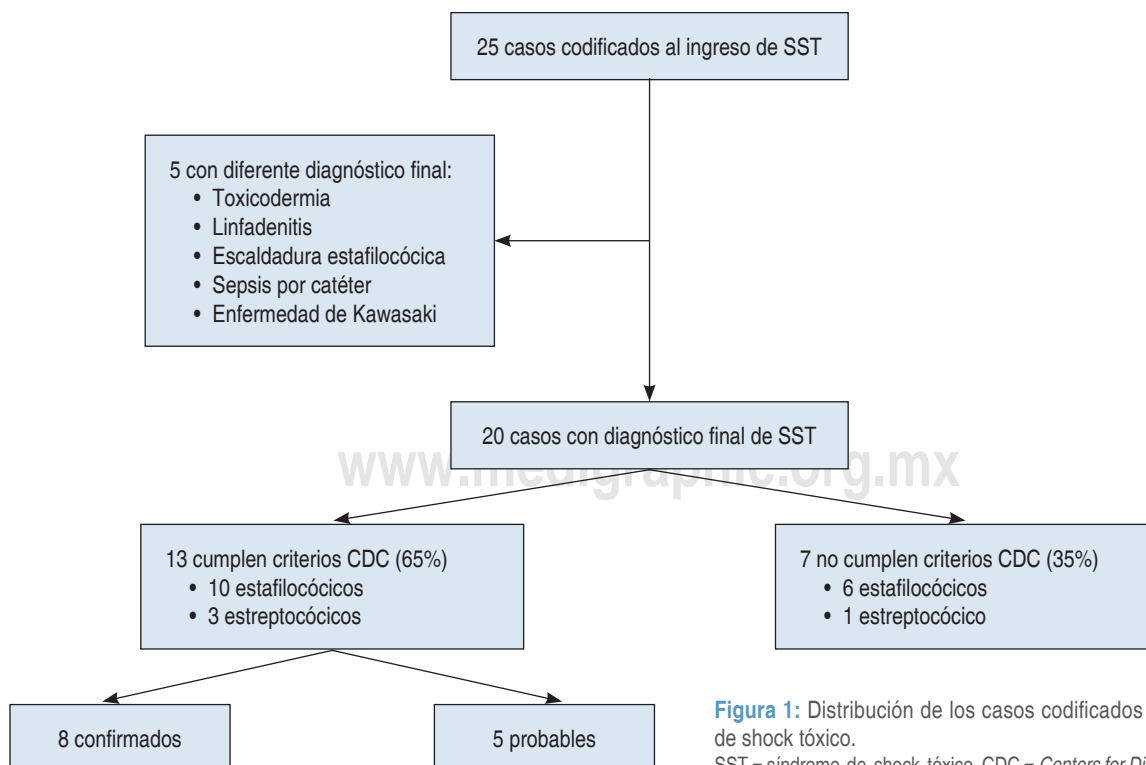 25 casos codificados al ingreso de SST
5 con diferente diagnóstico final:
• Toxicodermia
• Linfadenitis
• Escaldadura estafilocócica
• Sepsis por catéter
• Enfermedad de Kawasaki
20 casos con diagnóstico final de SST
www.medigraphic.org.mx
13 cumplen criterios CDC (65%)
• 10 estafilocócicos
• 3 estreptocócicos
7 no cumplen criterios CDC (35%)
• 6 estafilocócicos
• 1 estreptocócico
8 confirmados
5 probables
Figura 1: Distribución de los casos codificados
de shock tóxico.
SST = síndrome de shock tóxico, CDC = Centers for Di